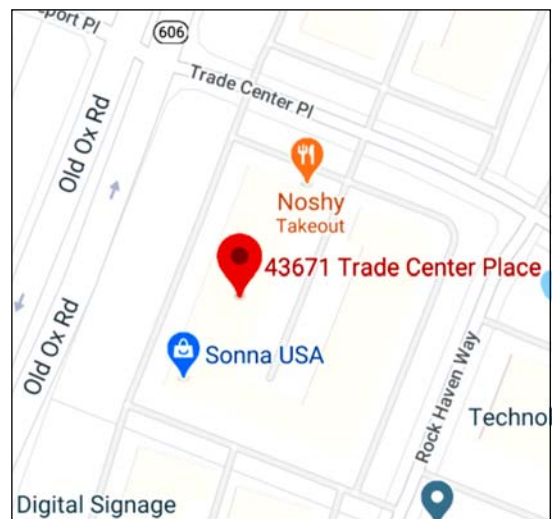 port Pl
606
Trade Center Pl
Old Ox Rd
Noshy
Takeout
43671 Trade Center Place
Old Ox Rd
Sonna USA
Rock Haven Way
Technol
Digital Signage